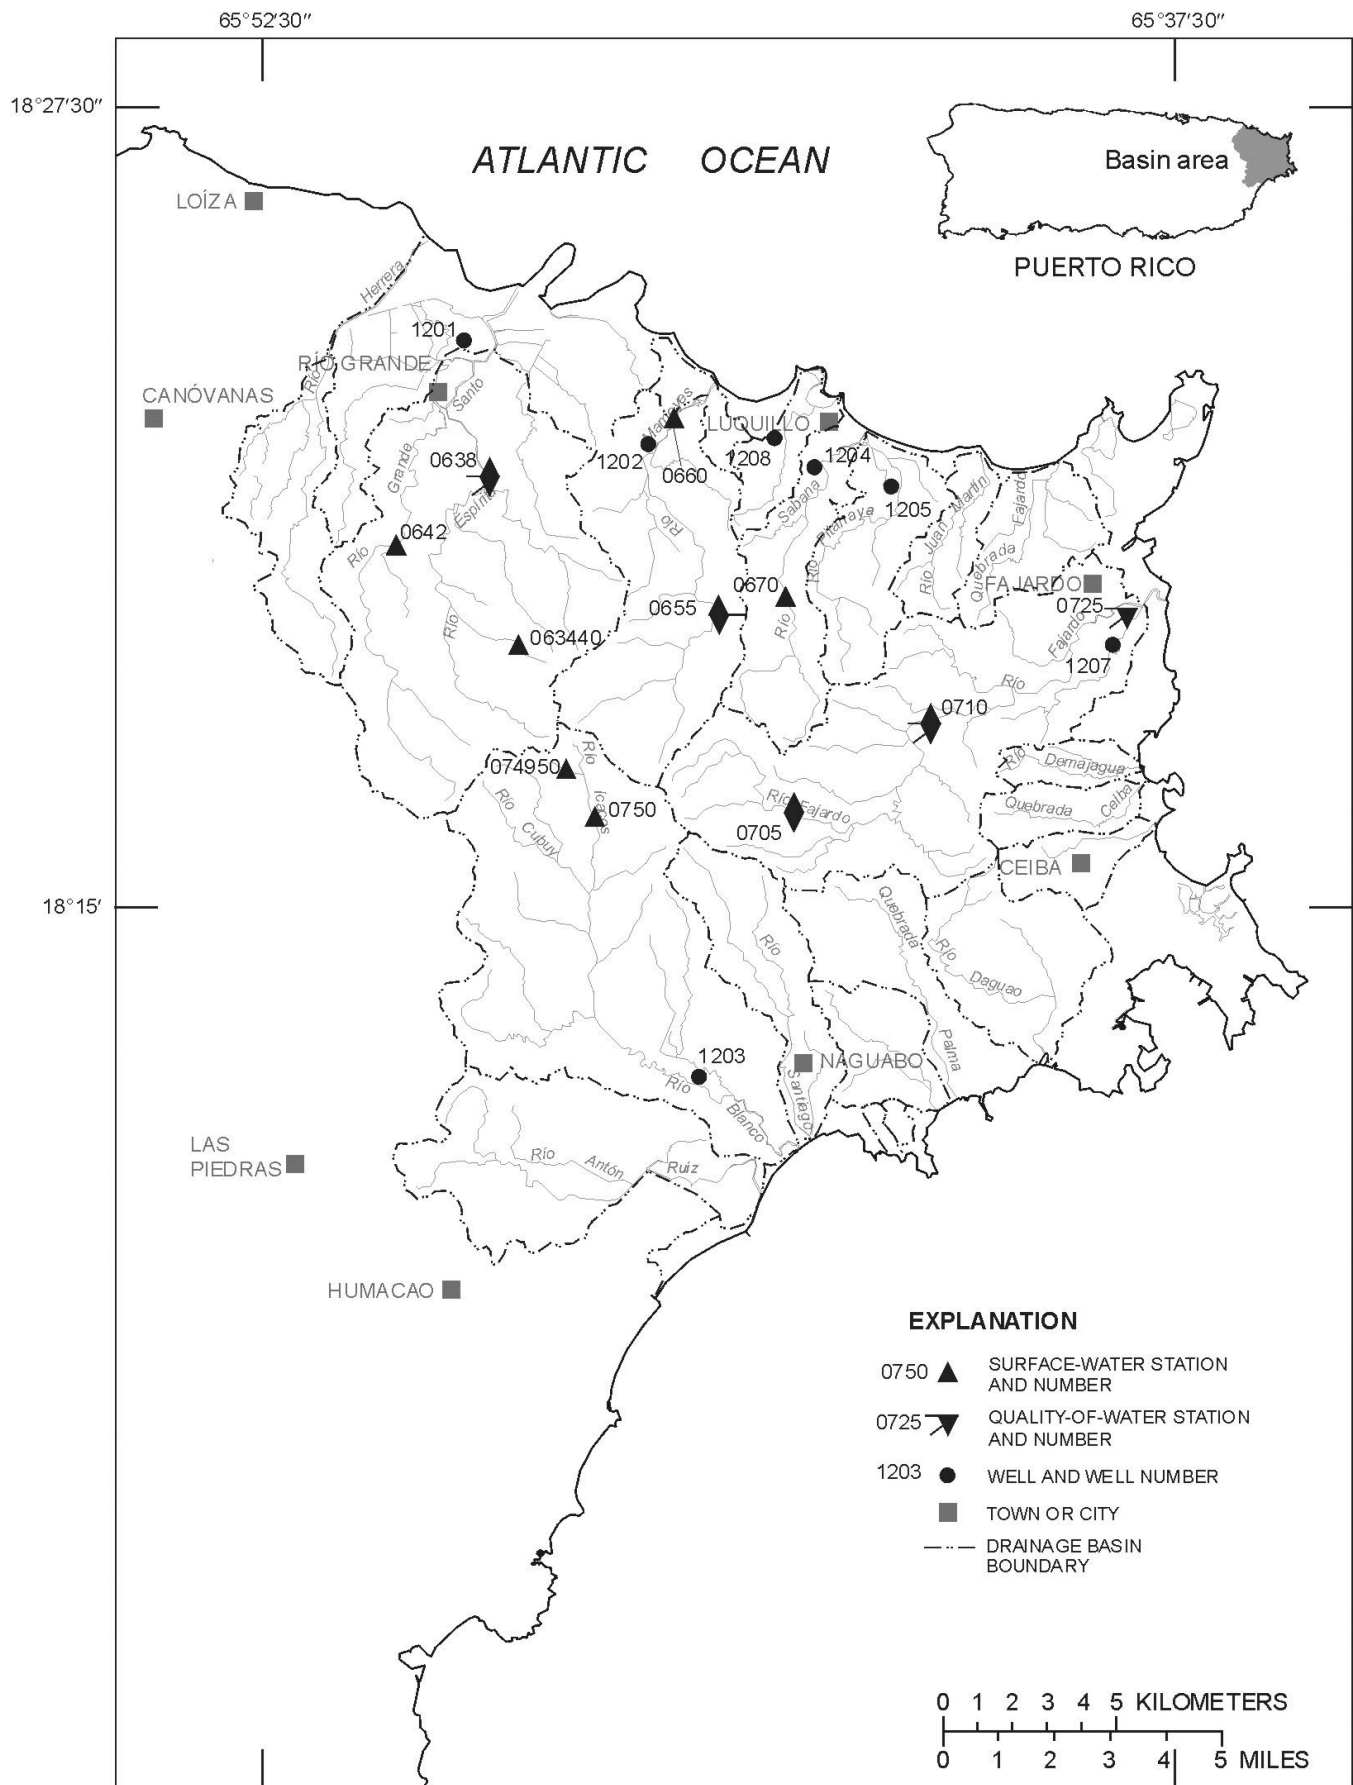 65°52'30" 65°37'30"
18°27'30"
ATLANTIC OCEAN
Basin area
PUERTO RICO
LOÍZA
Herrera
Río
1201
RÍO GRANDE
CANÓVANAS
Santo
Mameyes
LUQUILLO
1202
0660
1208
1204
Grande
0638
Espíritu
Sabana
1205
Pitahaya
Juan Martín
Río
Fajardo
Quebrada
0642
Río
Río
Río
0670
FAJARDO
0725
0655
Río
Fajardo
1207
Río
063440
Río
0710
Río
Demajagua
074950
Río
Icacos
0750
Río
Cubuy
Río Fajardo
0705
Quebrada
Ceiba
CEIBA
18°15'
Quebrada
Palma
Río
Río
Daguao
1203
NAGUABO
Río
Blanco
Santiago
LAS
PIEDRAS
Río Antón Ruíz
HUMACAO
EXPLANATION
0750 SURFACE-WATER STATION
AND NUMBER
0725 QUALITY-OF-WATER STATION
AND NUMBER
1203 WELL AND WELL NUMBER
TOWN OR CITY
DRAINAGE BASIN
BOUNDARY
0 1 2 3 4 5 KILOMETERS
0 1 2 3 4 5 MILES